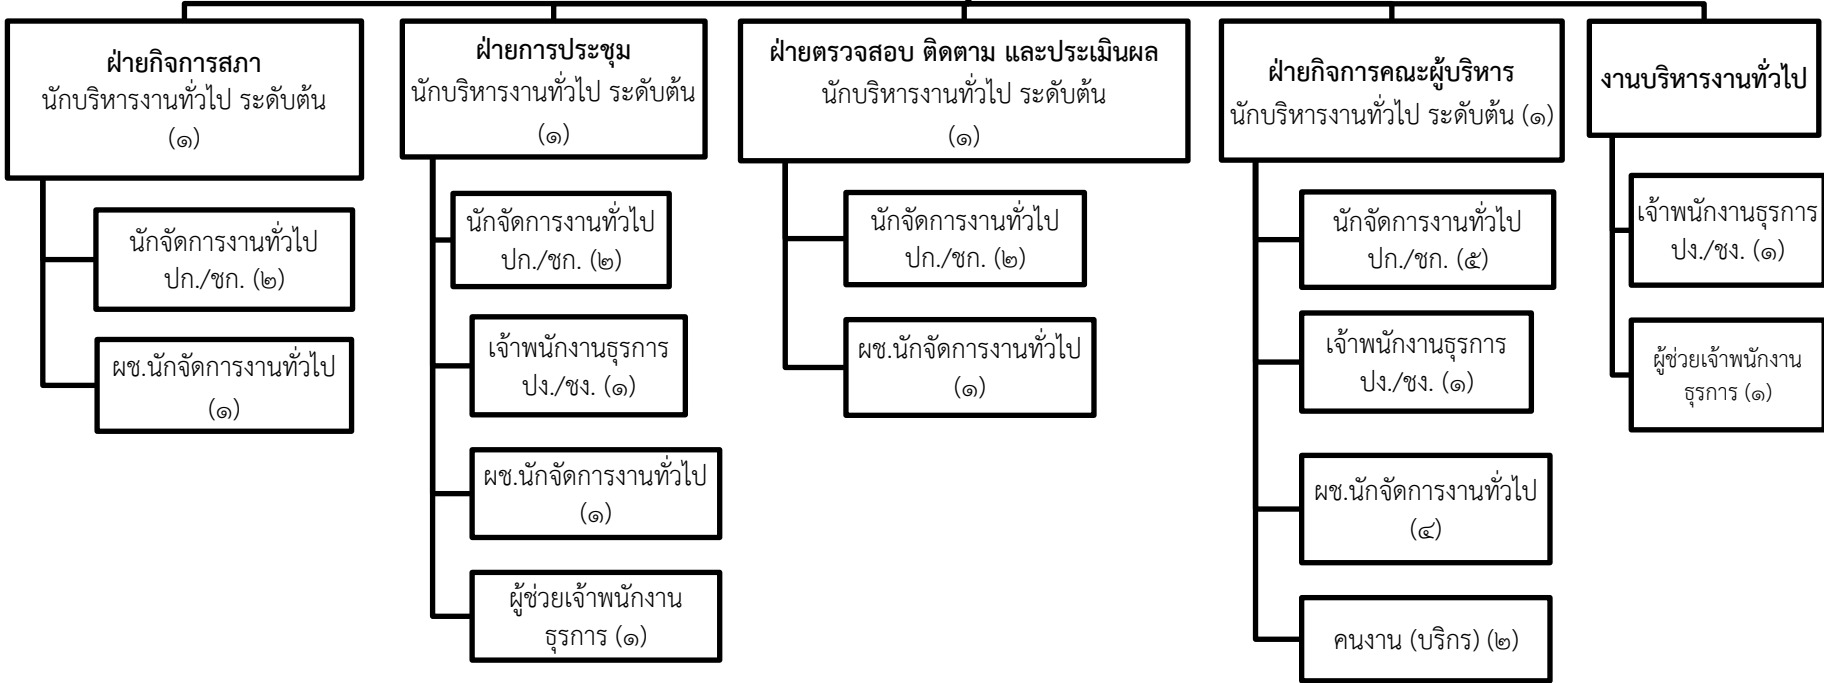 ฝ่ายกิจการสภา
นักบริหารงานทั่วไป ระดับต้น
(๑)
นักจัดการงานทั่วไป
ปก./ชก. (๒)
ผช.นักจัดการงานทั่วไป
(๑)
ฝ่ายการประชุม
นักบริหารงานทั่วไป ระดับต้น
(๑)
นักจัดการงานทั่วไป
ปก./ชก. (๒)
เจ้าพนักงานธุรการ
ปง./ชง. (๑)
ผช.นักจัดการงานทั่วไป
(๑)
ผู้ช่วยเจ้าพนักงาน
ธุรการ (๑)
ฝ่ายตรวจสอบ ติดตาม และประเมินผล
นักบริหารงานทั่วไป ระดับต้น
(๑)
นักจัดการงานทั่วไป
ปก./ชก. (๒)
ผช.นักจัดการงานทั่วไป
(๑)
ฝ่ายกิจการคณะผู้บริหาร
นักบริหารงานทั่วไป ระดับต้น (๑)
นักจัดการงานทั่วไป
ปก./ชก. (๕)
เจ้าพนักงานธุรการ
ปง./ชง. (๑)
ผช.นักจัดการงานทั่วไป
(๔)
คนงาน (บริกร) (๒)
งานบริหารงานทั่วไป
เจ้าพนักงานธุรการ
ปง./ชง. (๑)
ผู้ช่วยเจ้าพนักงาน
ธุรการ (๑)